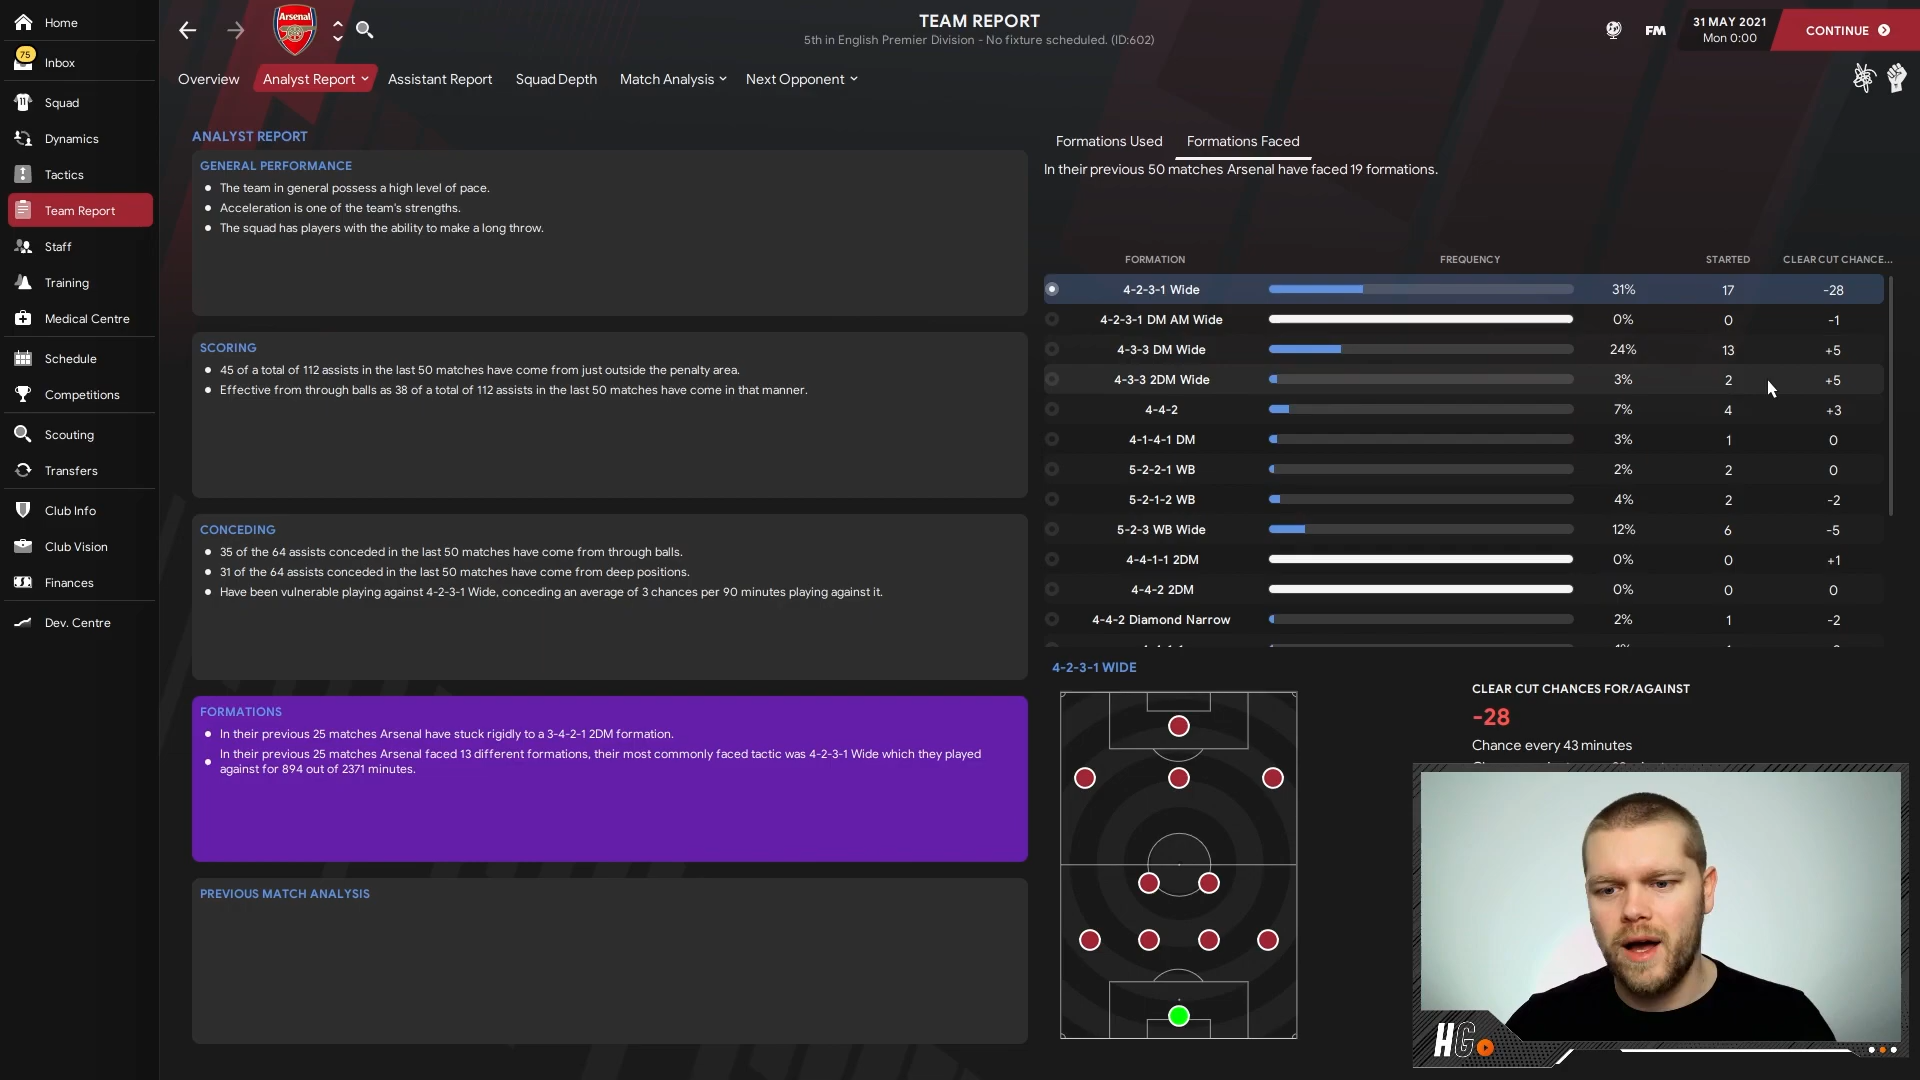 Home
75
Inbox
Squad
Dynamics
Tactics
Team Report
Staff
Training
Medical Centre
Schedule
Competitions
Scouting
Transfers
Club Info
Club Vision
Finances
Dev. Centre
Arsenal
TEAM REPORT
5th in English Premier Division - No fixture scheduled. (ID:602)
FM
31 MAY 2021
Mon 0:00
CONTINUE
Overview
Analyst Report
Assistant Report
Squad Depth
Match Analysis
Next Opponent
ANALYST REPORT
GENERAL PERFORMANCE
The team in general possess a high level of pace.
Acceleration is one of the team's strengths.
The squad has players with the ability to make a long throw.
SCORING
45 of a total of 112 assists in the last 50 matches have come from just outside the penalty area.
Effective from through balls as 38 of a total of 112 assists in the last 50 matches have come in that manner.
CONCEDING
35 of the 64 assists conceded in the last 50 matches have come from through balls.
31 of the 64 assists conceded in the last 50 matches have come from deep positions.
Have been vulnerable playing against 4-2-3-1 Wide, conceding an average of 3 chances per 90 minutes playing against it.
FORMATIONS
In their previous 25 matches Arsenal have stuck rigidly to a 3-4-2-1 2DM formation.
In their previous 25 matches Arsenal faced 13 different formations, their most commonly faced tactic was 4-2-3-1 Wide which they played
against for 894 out of 2371 minutes.
PREVIOUS MATCH ANALYSIS
Formations Used
Formations Faced
In their previous 50 matches Arsenal have faced 19 formations.
FORMATION FREQUENCY STARTED CLEAR CUT CHANCE...
4-2-3-1 Wide 31% 17 -28
4-2-3-1 DM AM Wide 0% 0 -1
4-3-3 DM Wide 24% 13 +5
4-3-3 2DM Wide 3% 2 +5
4-4-2 7% 4 +3
4-1-4-1 DM 3% 1 0
5-2-2-1 WB 2% 2 0
5-2-1-2 WB 4% 2 -2
5-2-3 WB Wide 12% 6 -5
4-4-1-1 2DM 0% 0 +1
4-4-2 2DM 0% 0 0
4-4-2 Diamond Narrow 2% 1 -2
4-2-3-1 WIDE
CLEAR CUT CHANCES FOR/AGAINST
-28
Chance every 43 minutes
HG